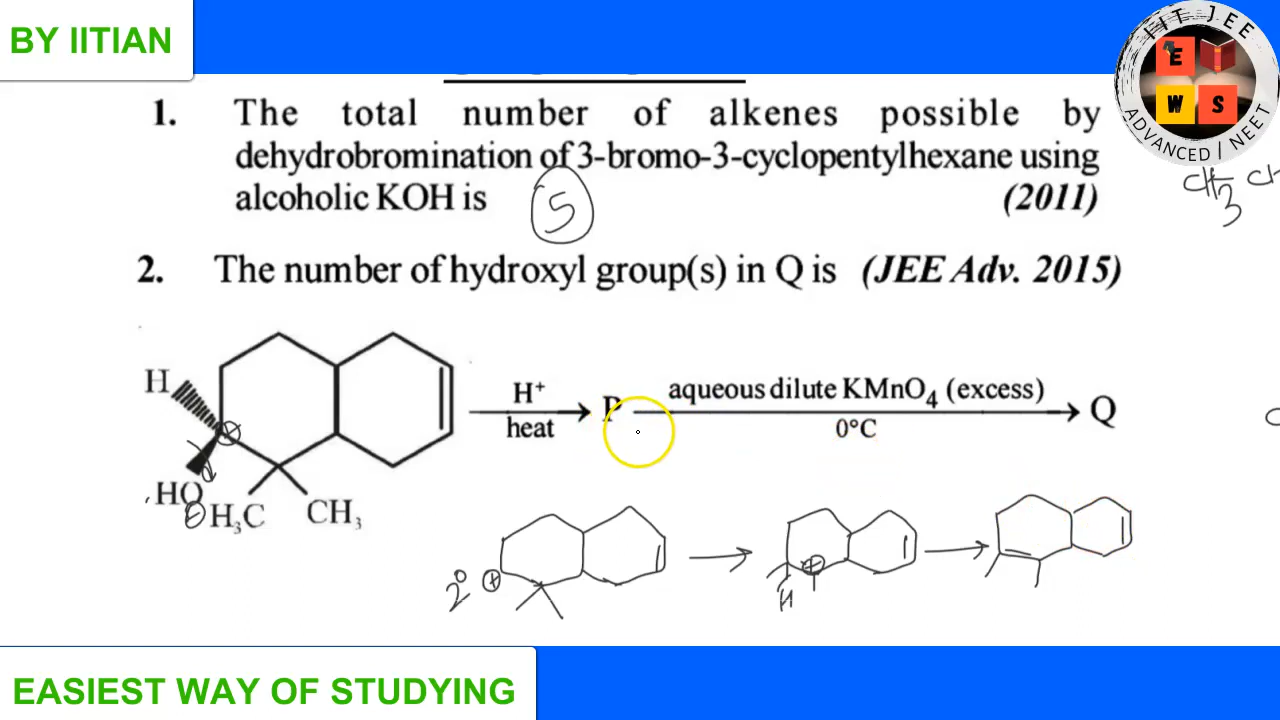 BY IITIAN
IIT JEE
E
W S
ADVANCED / NEET
1. The total number of alkenes possible by
dehydrobromination of 3-bromo-3-cyclopentylhexane using
alcoholic KOH is 5 (2011)
CH3 CH
2. The number of hydroxyl group(s) in Q is (JEE Adv. 2015)
H
H+
heat
P
aqueous dilute KMnO4 (excess)
0°C
Q
HO
H3C CH3
2° +
H
EASIEST WAY OF STUDYING